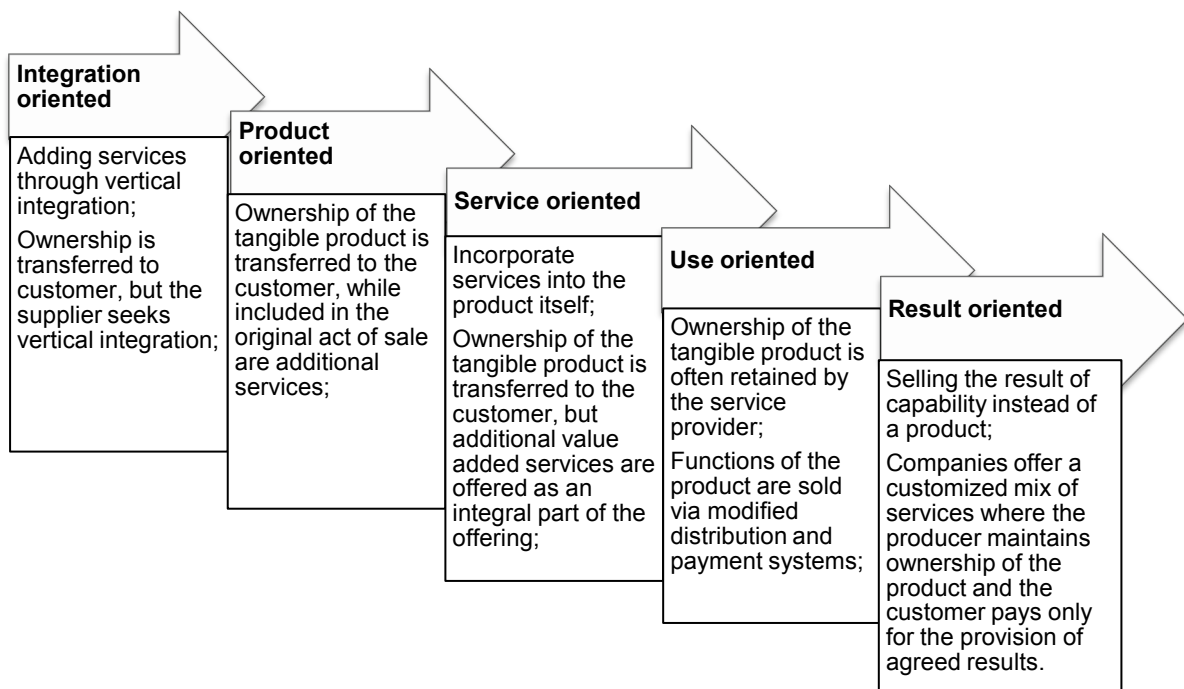 Integration
oriented
Adding services
through vertical
integration;
Ownership is
transferred to
customer, but the
supplier seeks
vertical integration;
Product
oriented
Ownership of the
tangible product is
transferred to the
customer, while
included in the
original act of sale
are additional
services;
Service oriented
Incorporate
services into the
product itself;
Ownership of the
tangible product is
transferred to the
customer, but
additional value
added services are
offered as an
integral part of the
offering;
Use oriented
Ownership of the
tangible product is
often retained by
the service
provider;
Functions of the
product are sold
via modified
distribution and
payment systems;
Result oriented
Selling the result of
capability instead of
a product;
Companies offer a
customized mix of
services where the
producer maintains
ownership of the
product and the
customer pays only
for the provision of
agreed results.